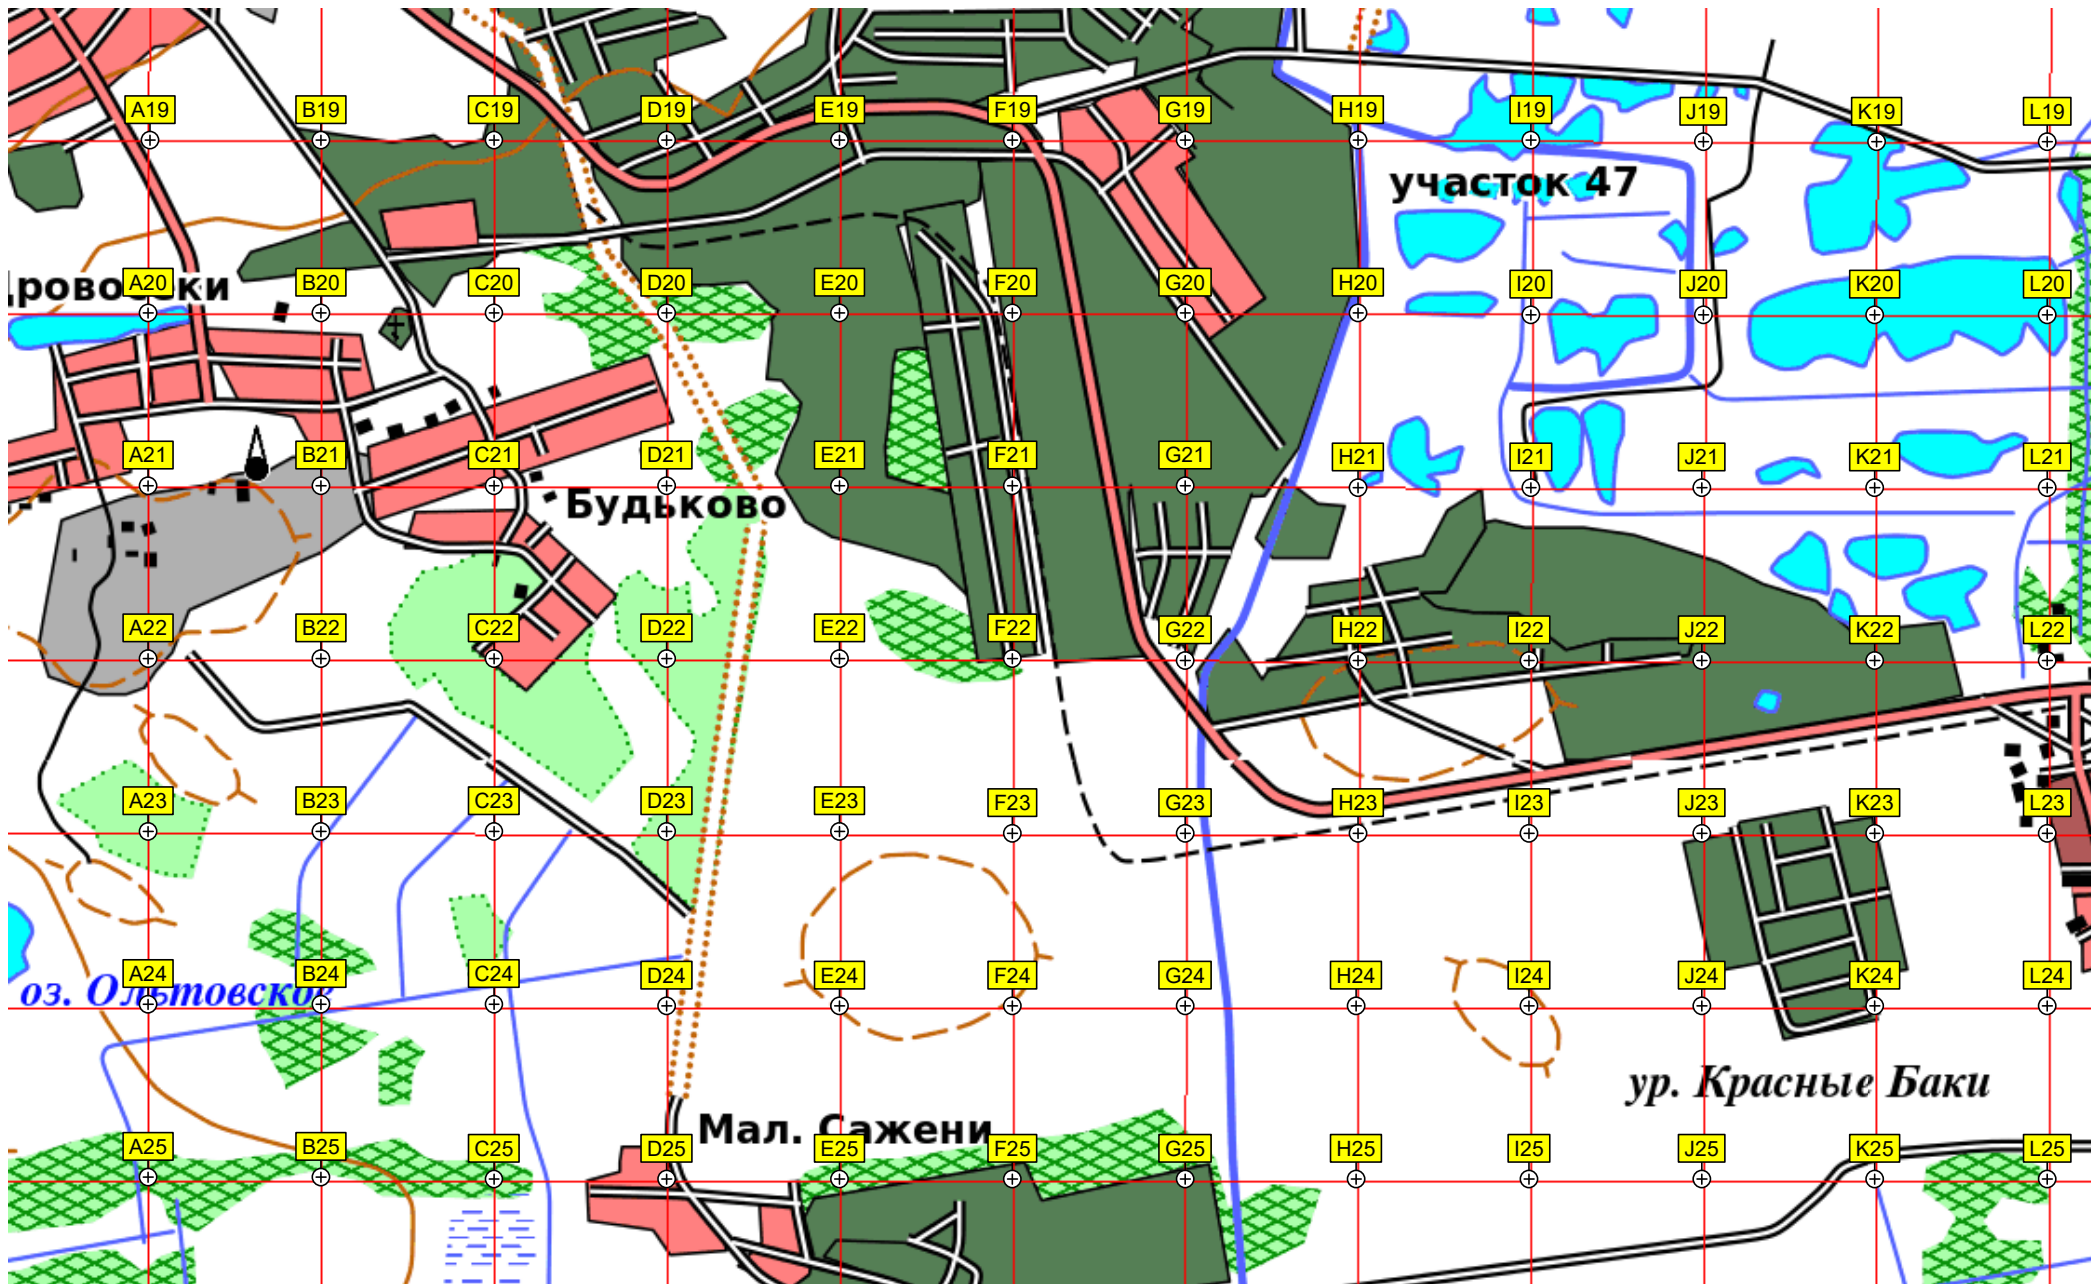 A19 B19 C19 D19 E19 F19 G19 H19 I19 J19 K19 L19
участок 47
A20 B20 C20 D20 E20 F20 G20 H20 I20 J20 K20 L20
A21 B21 C21 D21 E21 F21 G21 H21 I21 J21 K21 L21
Будьково
A22 B22 C22 D22 E22 F22 G22 H22 I22 J22 K22 L22
A23 B23 C23 D23 E23 F23 G23 H23 I23 J23 K23 L23
A24 B24 C24 D24 E24 F24 G24 H24 I24 J24 K24 L24
оз. Ольтовское
ур. Красные Баки
Мал. Сажени
A25 B25 C25 D25 E25 F25 G25 H25 I25 J25 K25 L25